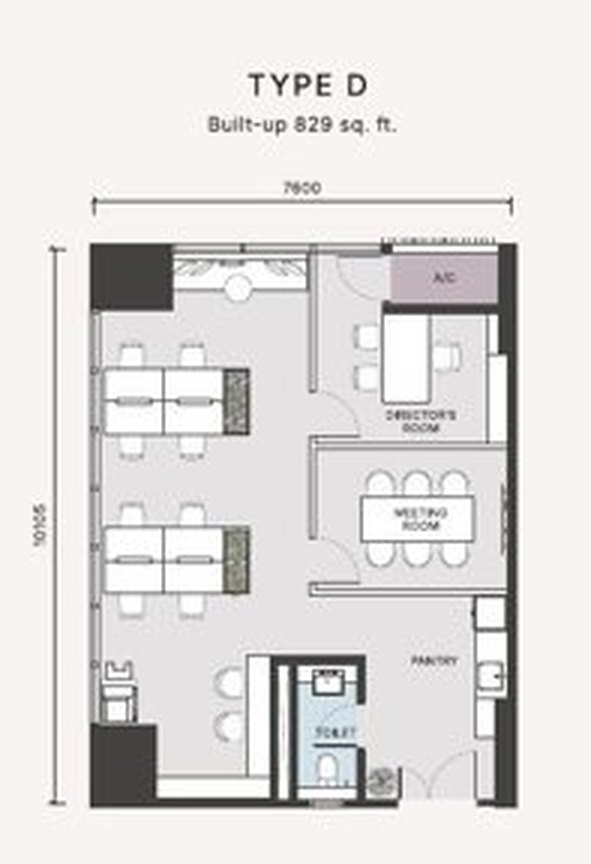 TYPE D
Built-up 829 sq. ft.
7600
A/C
DIRECTOR'S
ROOM
MEETING
ROOM
10105
PANTRY
TOILET